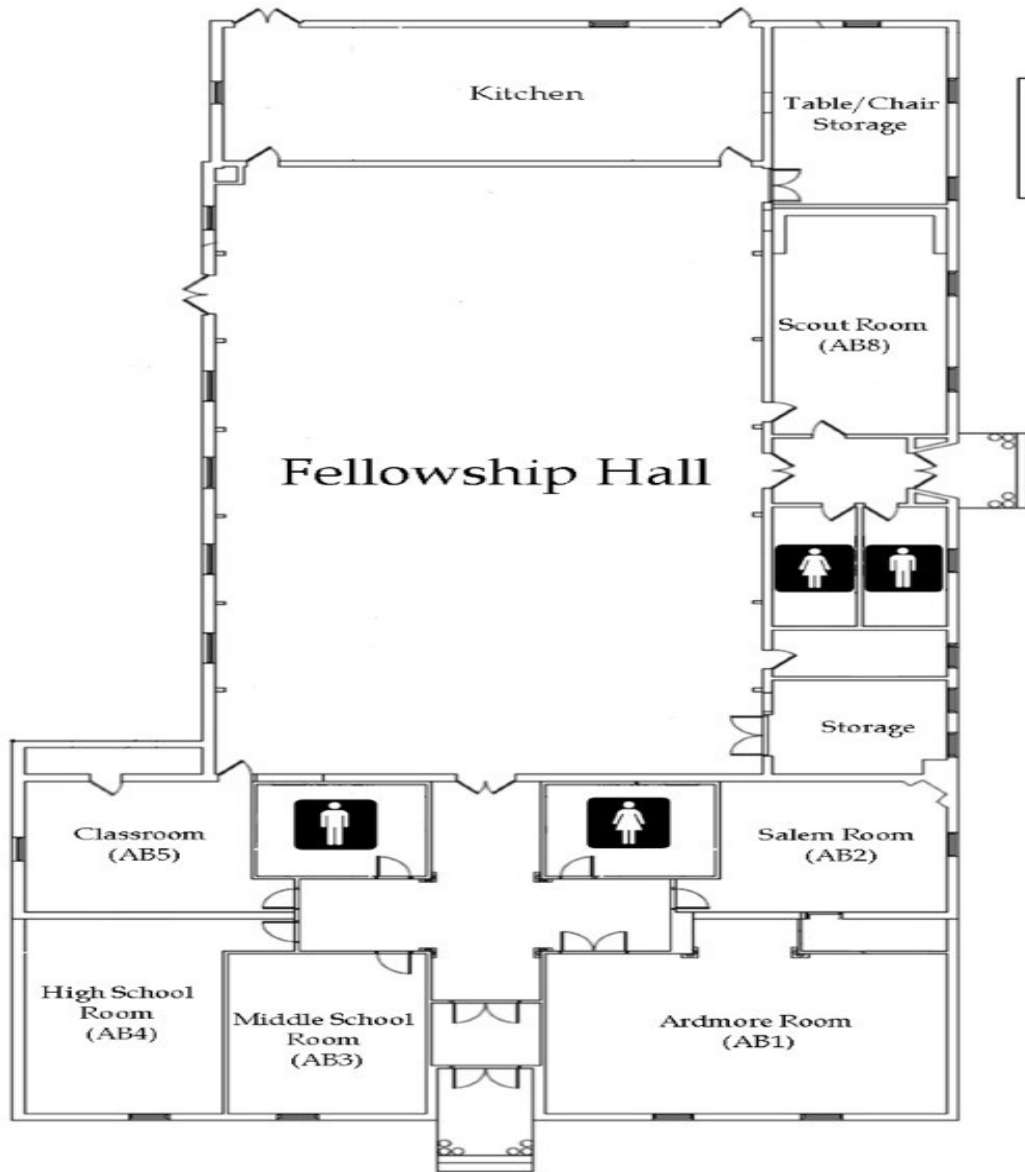 Kitchen
Table/Chair
Storage
Scout Room
(AB8)
Fellowship Hall
Storage
Classroom
(AB5)
Salem Room
(AB2)
High School
Room
(AB4)
Middle School
Room
(AB3)
Ardmore Room
(AB1)